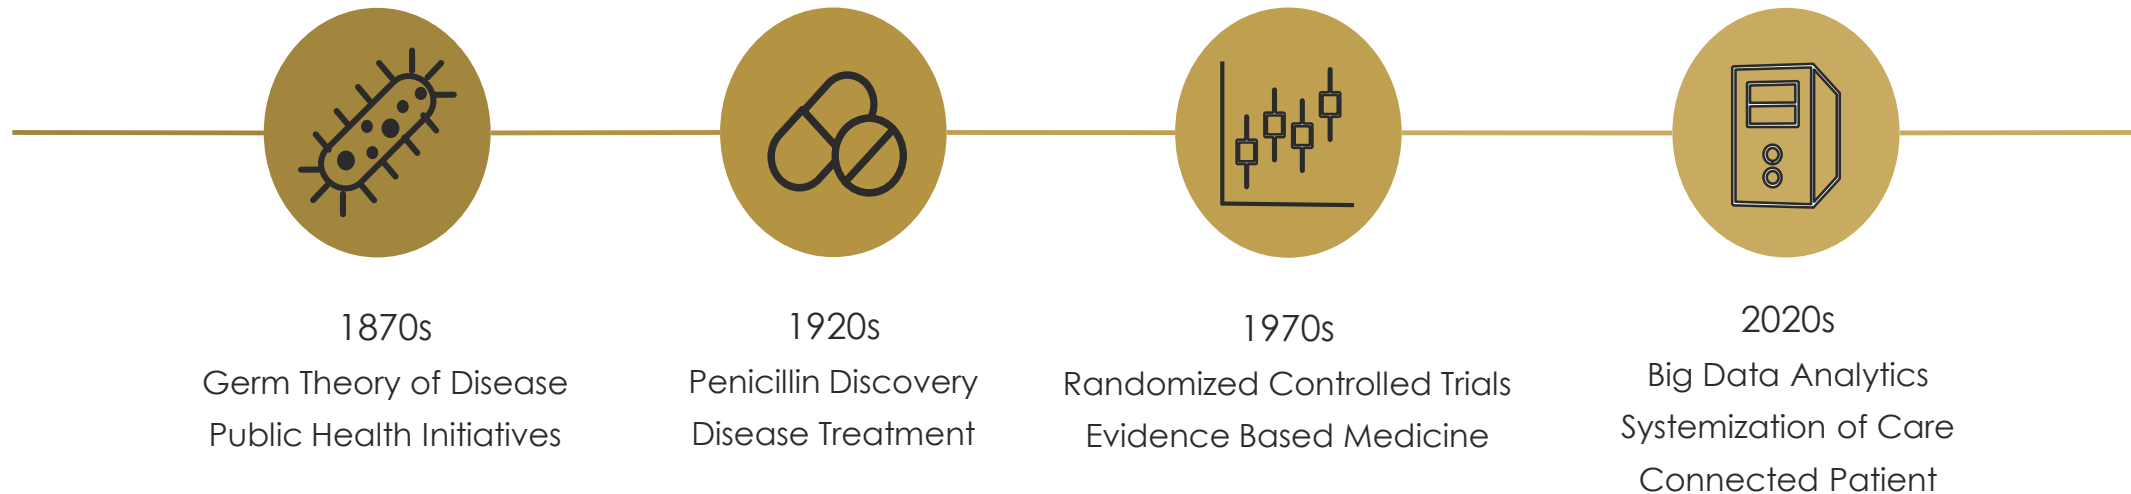 1870s
Germ Theory of Disease
Public Health Initiatives
1920s
Penicillin Discovery
Disease Treatment
1970s
Randomized Controlled Trials
Evidence Based Medicine
2020s
Big Data Analytics
Systemization of Care
Connected Patient